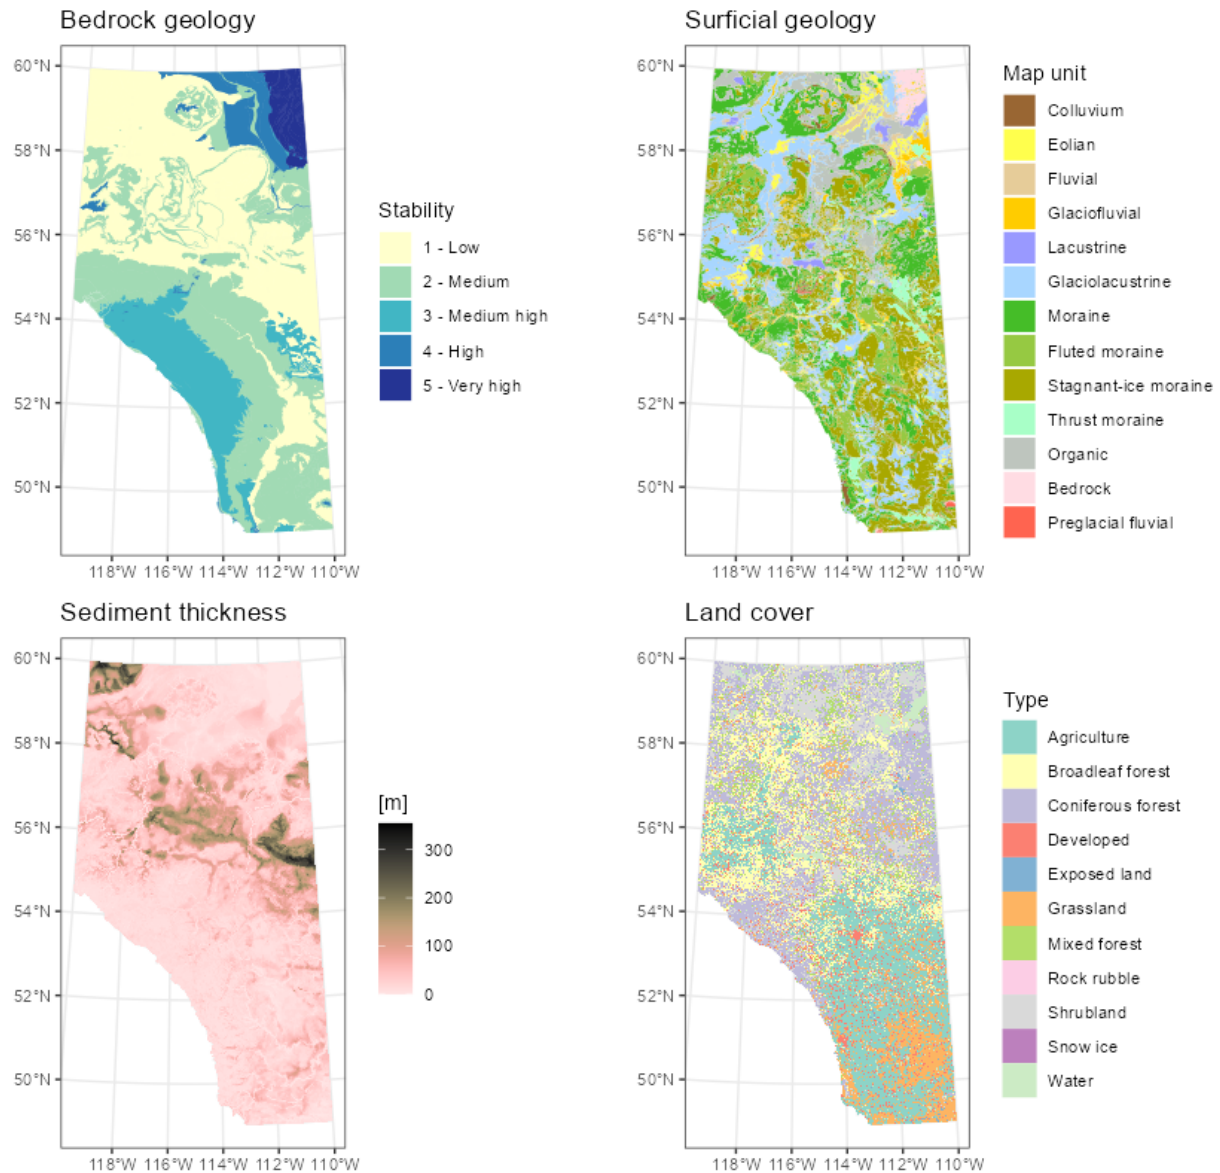 Bedrock geology
60°N
58°N
56°N
54°N
52°N
50°N
118°W 116°W 114°W 112°W 110°W
Stability
1 - Low
2 - Medium
3 - Medium high
4 - High
5 - Very high
Surficial geology
60°N
58°N
56°N
54°N
52°N
50°N
118°W 116°W 114°W 112°W 110°W
Map unit
Colluvium
Eolian
Fluvial
Glaciofluvial
Lacustrine
Glaciolacustrine
Moraine
Fluted moraine
Stagnant-ice moraine
Thrust moraine
Organic
Bedrock
Preglacial fluvial
Sediment thickness
60°N
58°N
56°N
54°N
52°N
50°N
118°W 116°W 114°W 112°W 110°W
[m]
300
200
100
0
Land cover
60°N
58°N
56°N
54°N
52°N
50°N
118°W 116°W 114°W 112°W 110°W
Type
Agriculture
Broadleaf forest
Coniferous forest
Developed
Exposed land
Grassland
Mixed forest
Rock rubble
Shrubland
Snow ice
Water